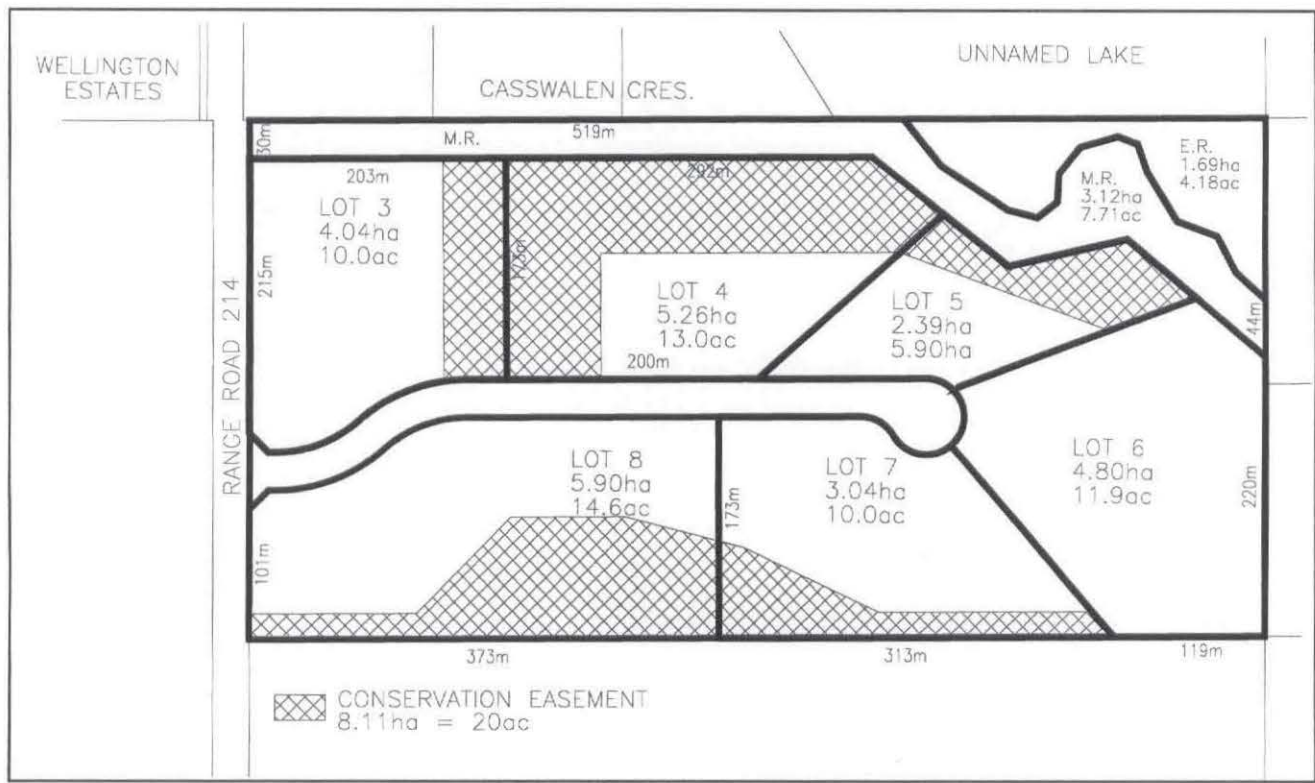 WELLINGTON
ESTATES
CASSWALEN CRES.
UNNAMED LAKE
30m
M.R.
519m
E.R.
1.69ha
4.18ac
M.R.
3.12ha
7.71ac
203m
292m
LOT 3
4.04ha
10.0ac
215m
RANGE ROAD 214
LOT 4
5.26ha
13.0ac
200m
LOT 5
2.39ha
5.90ac
44m
LOT 8
5.90ha
14.6ac
173m
LOT 7
3.04ha
10.0ac
LOT 6
4.80ha
11.9ac
220m
101m
373m
313m
119m
CONSERVATION EASEMENT
8.11ha = 20ac